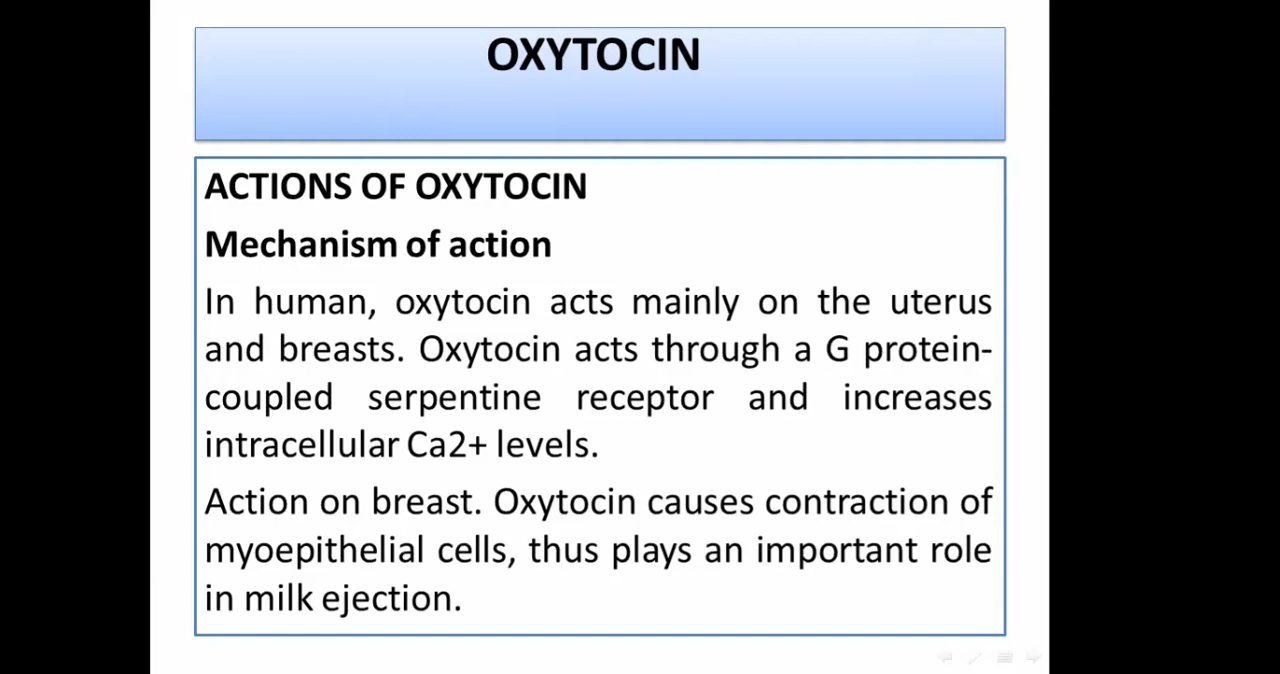 OXYTOCIN
ACTIONS OF OXYTOCIN
Mechanism of action
In human, oxytocin acts mainly on the uterus
and breasts. Oxytocin acts through a G protein-
coupled serpentine receptor and increases
intracellular Ca2+ levels.
Action on breast. Oxytocin causes contraction of
myoepithelial cells, thus plays an important role
in milk ejection.